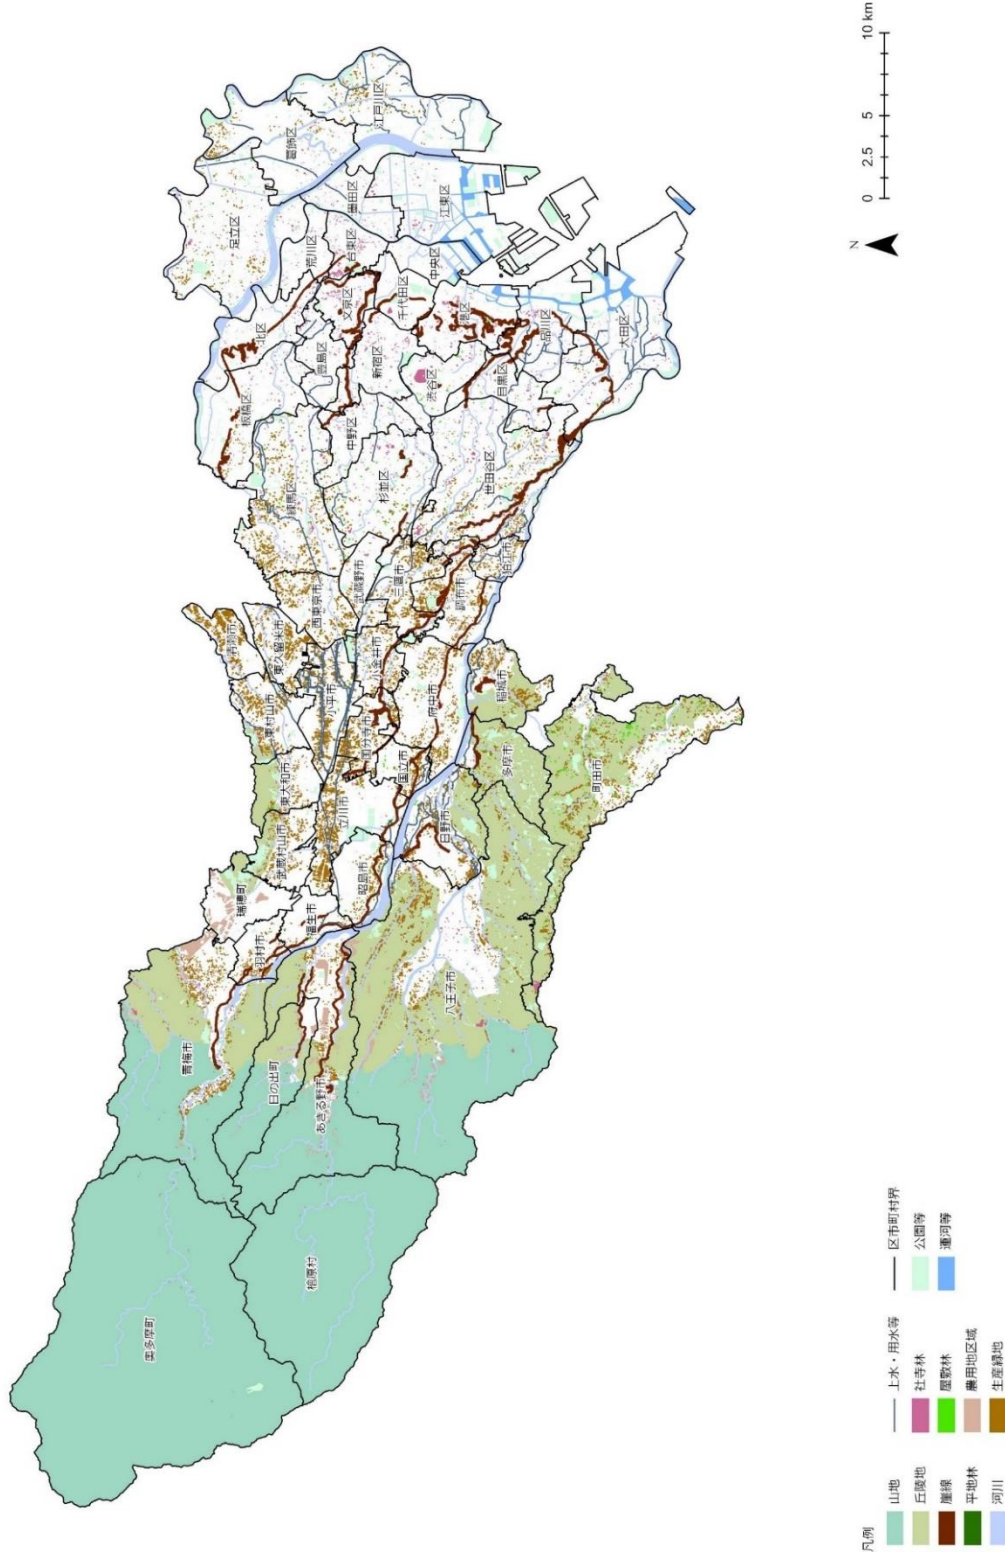 奥多摩町
檜原村
青梅市
日の出町
あきる野市
八王子市
瑞穂町
羽村市
福生市
武蔵村山市
東大和市
東村山市
清瀬市
東久留米市
西東京市
小平市
立川市
昭島市
国分寺市
国立市
小金井市
府中市
日野市
多摩市
稲城市
町田市
武蔵野市
三鷹市
調布市
狛江市
練馬区
杉並区
世田谷区
板橋区
北区
豊島区
中野区
新宿区
渋谷区
目黒区
文京区
千代田区
港区
品川区
大田区
荒川区
台東区
中央区
足立区
葛飾区
墨田区
江東区
江戸川区
凡例
山地
丘陵地
崖線
平地林
河川
上水・用水等
社寺林
屋敷林
農用地区域
生産緑地
区市町村界
公園等
運河等
N
0 2.5 5 10 km